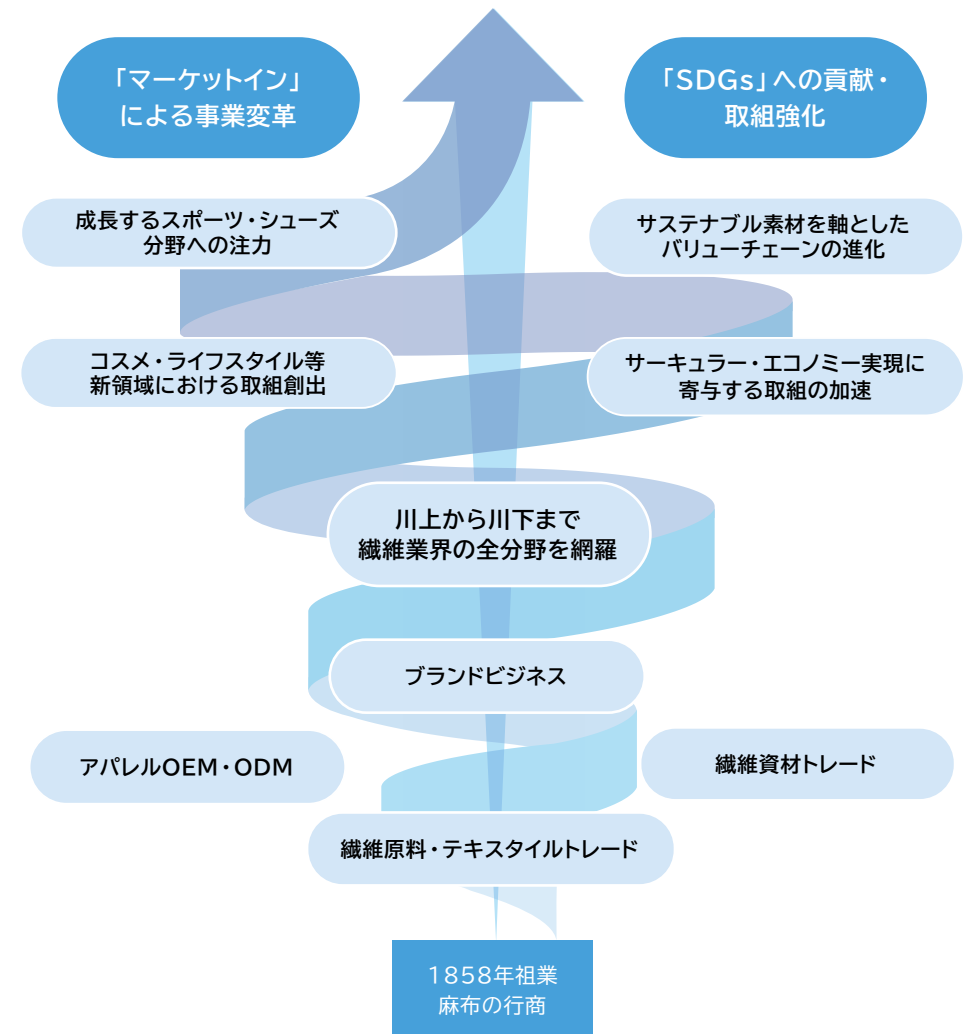 「マーケットイン」
による事業変革
「SDGs」への貢献・
取組強化
成長するスポーツ・シューズ
分野への注力
サステナブル素材を軸とした
バリューチェーンの進化
コスメ・ライフスタイル等
新領域における取組創出
サーキュラー・エコノミー実現に
寄与する取組の加速
川上から川下まで
繊維業界の全分野を網羅
ブランドビジネス
アパレルOEM・ODM
繊維資材トレード
繊維原料・テキスタイルトレード
1858年祖業
麻布の行商